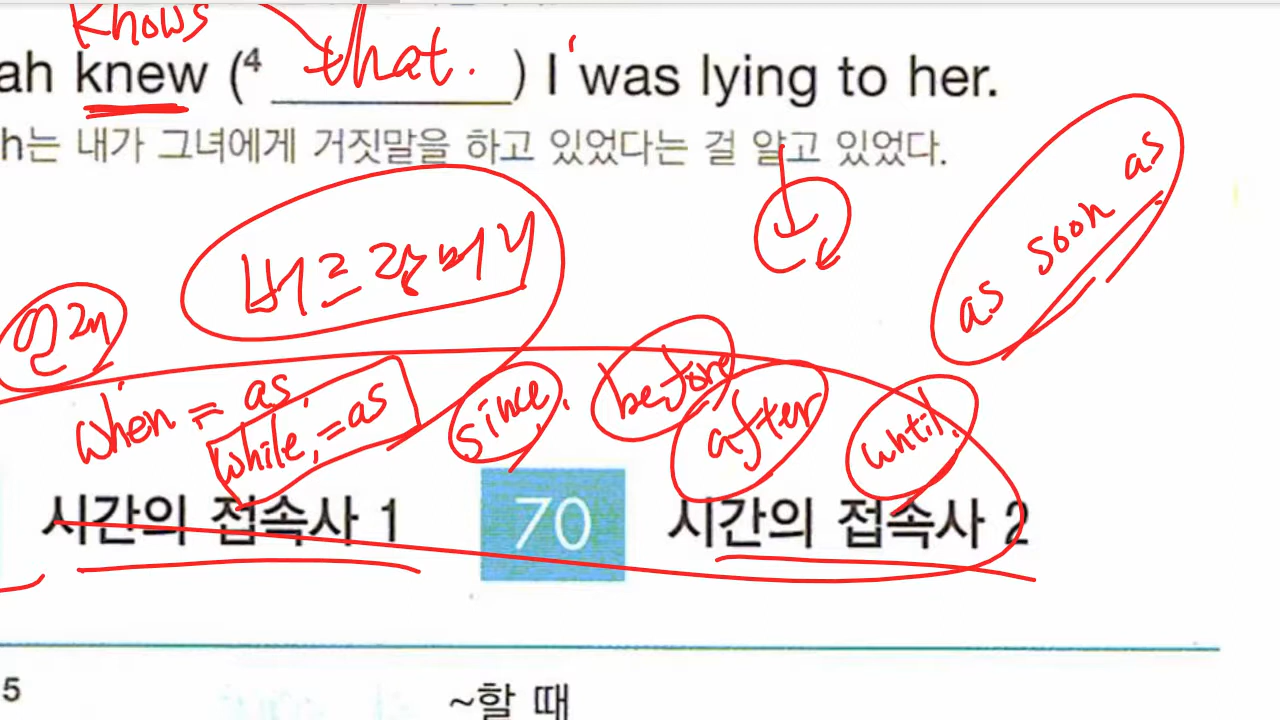 knows
ah knew (4 that. ) I was lying to her.
h는 내가 그녀에게 거짓말을 하고 있었다는 걸 알고 있었다.
as soon as
버르장머리
언제
when = as.
while, = as
since,
before
after
until.
시간의 접속사 1
70
시간의 접속사 2
5
~할 때